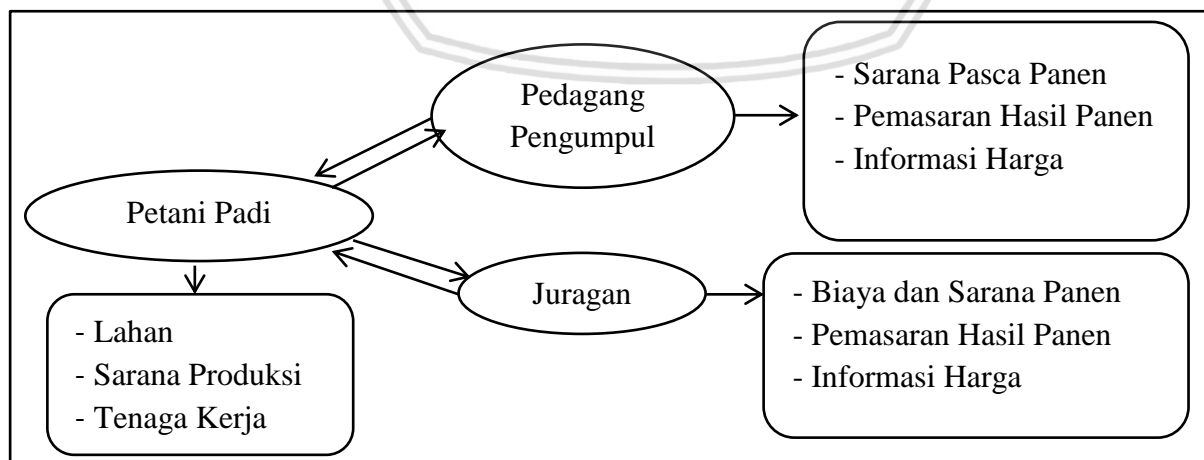 Pedagang
Pengumpul
- Sarana Pasca Panen
- Pemasaran Hasil Panen
- Informasi Harga
Petani Padi
Juragan
- Biaya dan Sarana Panen
- Pemasaran Hasil Panen
- Informasi Harga
- Lahan
- Sarana Produksi
- Tenaga Kerja